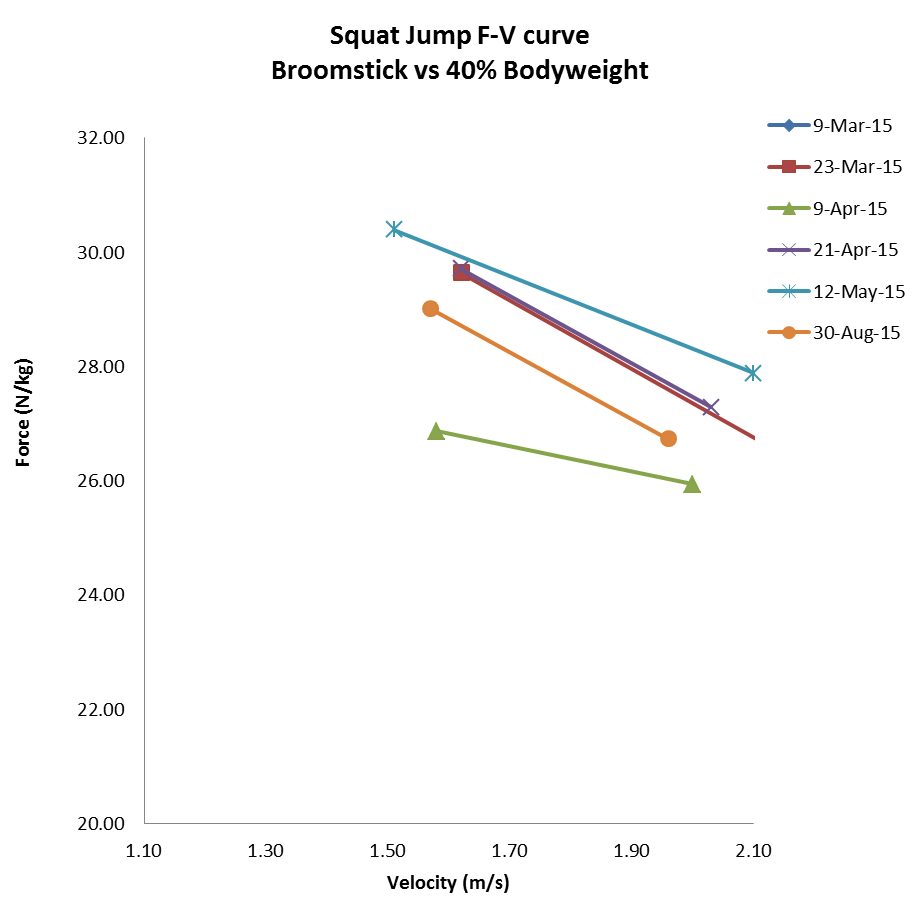 Squat Jump F-V curve
Broomstick vs 40% Bodyweight
9-Mar-15
23-Mar-15
9-Apr-15
21-Apr-15
12-May-15
30-Aug-15
32.00
30.00
28.00
26.00
24.00
22.00
20.00
Force (N/kg)
1.10 1.30 1.50 1.70 1.90 2.10
Velocity (m/s)